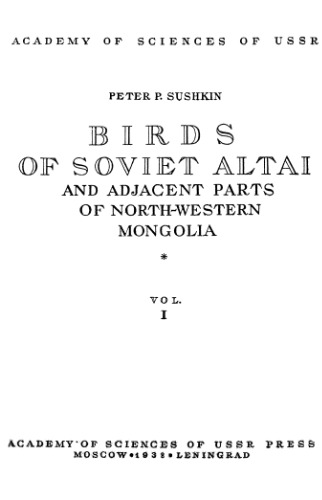 ACADEMY OF SCIENCES OF USSR
PETER P. SUSHKIN
BIRDS
OF SOVIET ALTAI
AND ADJACENT PARTS
OF NORTH-WESTERN
MONGOLIA
*
VOL.
I
ACADEMY OF SCIENCES OF USSR PRESS
MOSCOW•1938•LENINGRAD